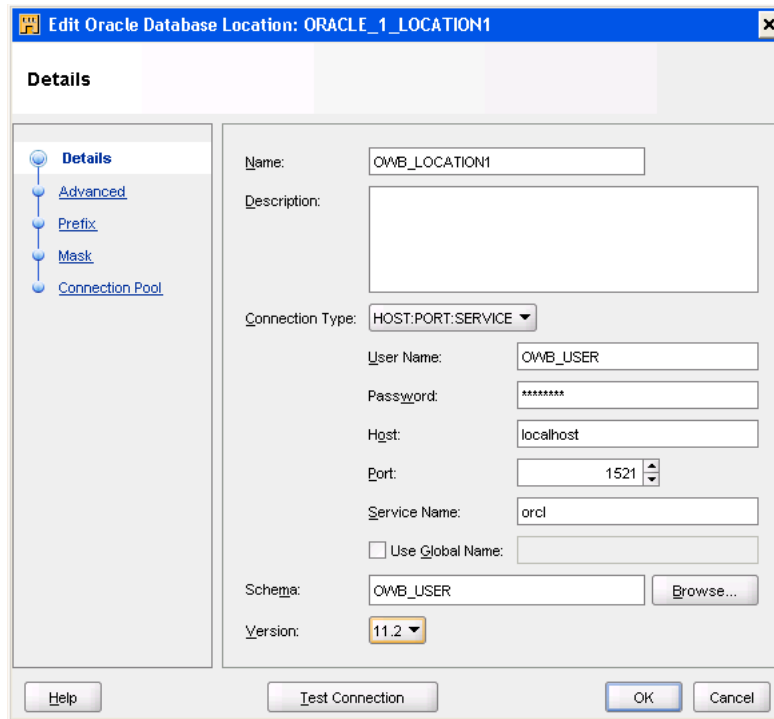 Edit Oracle Database Location: ORACLE_1_LOCATION1
Details
Details
Advanced
Prefix
Mask
Connection Pool
Name: OWB_LOCATION1
Description:
Connection Type: HOST:PORT:SERVICE
User Name: OWB_USER
Password: ********
Host: localhost
Port: 1521
Service Name: orcl
Use Global Name:
Schema: OWB_USER Browse...
Version: 11.2
Help Test Connection OK Cancel